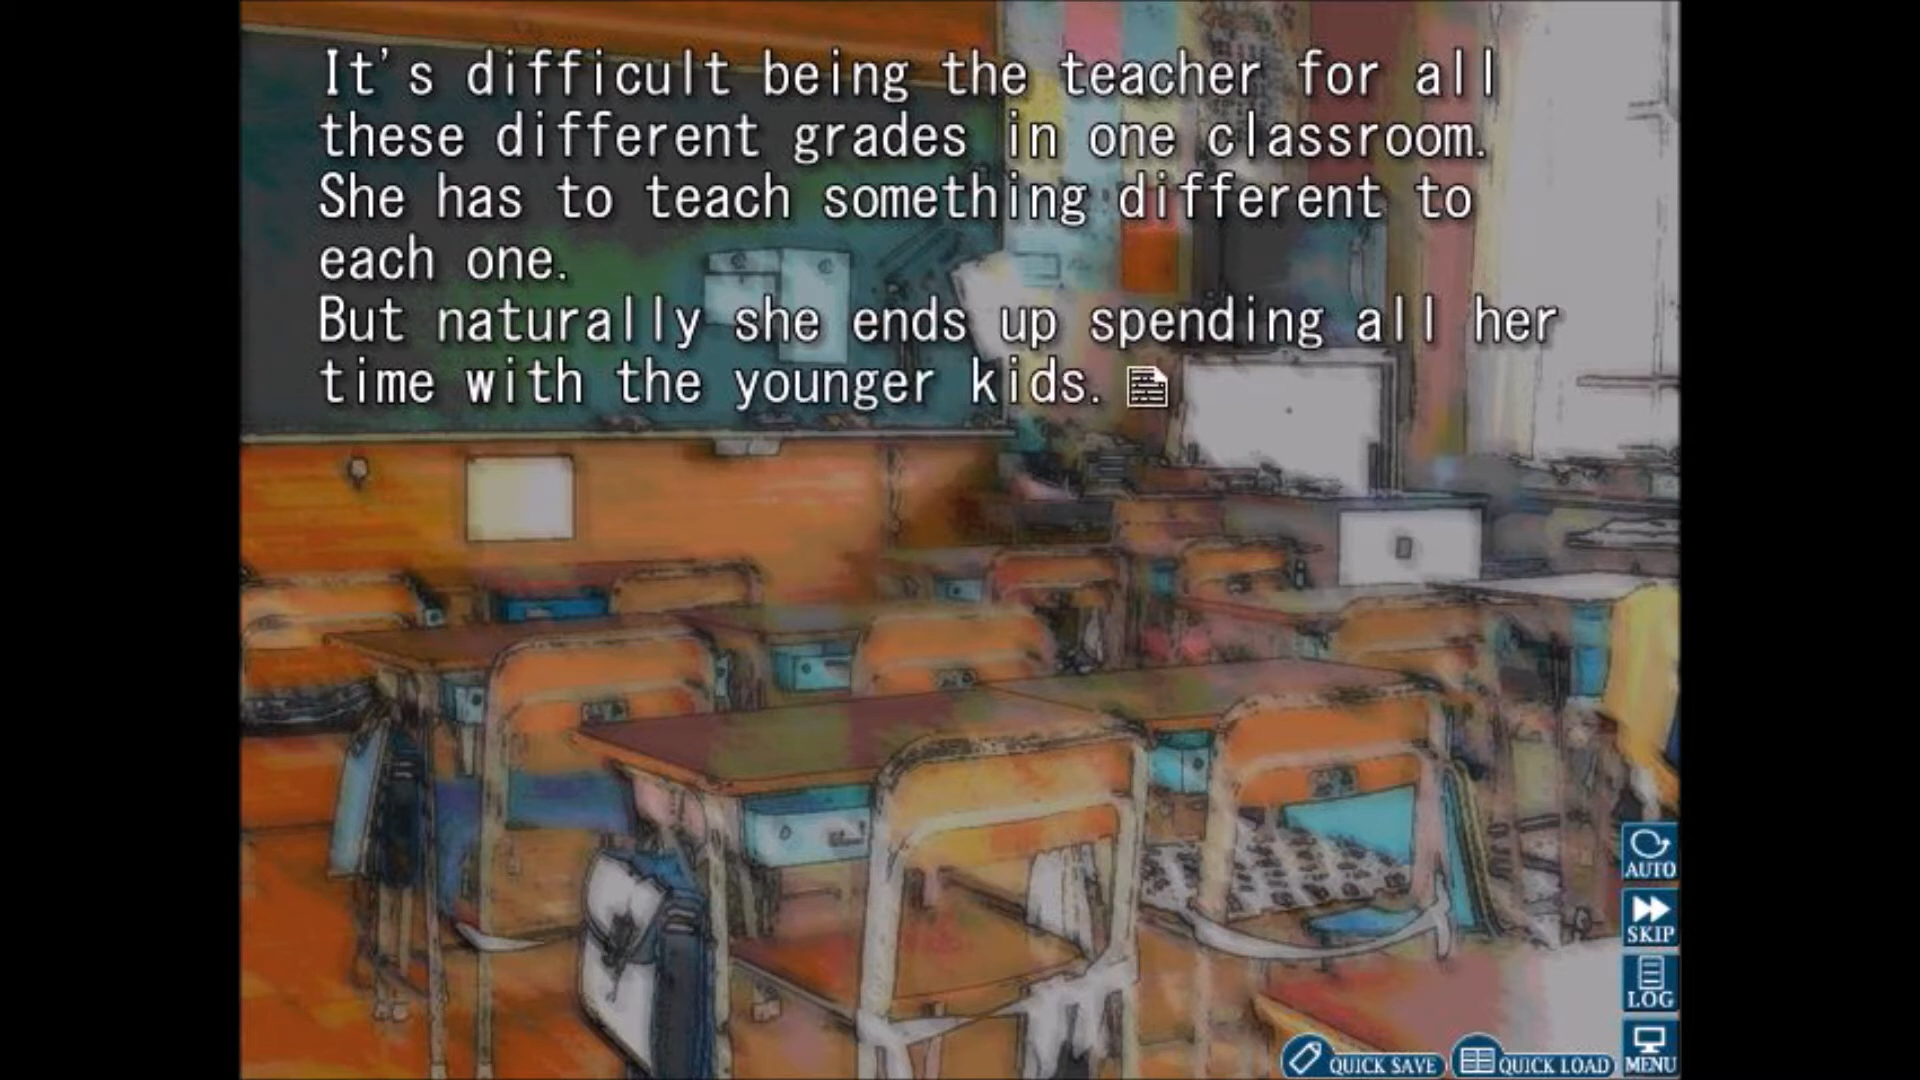 It's difficult being the teacher for all
these different grades in one classroom.
She has to teach something different to
each one.
But naturally she ends up spending all her
time with the younger kids.
AUTO
SKIP
LOG
MENU
QUICK SAVE
QUICK LOAD